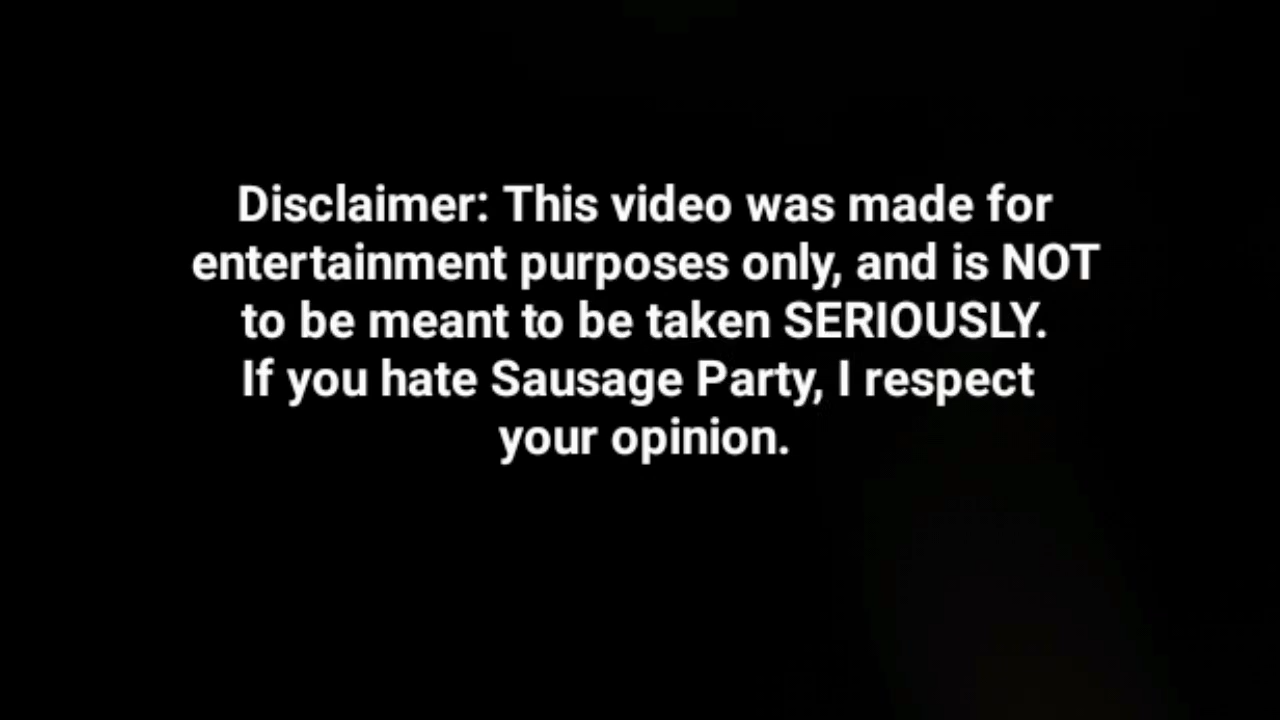 Disclaimer: This video was made for
entertainment purposes only, and is NOT
to be meant to be taken SERIOUSLY.
If you hate Sausage Party, I respect
your opinion.